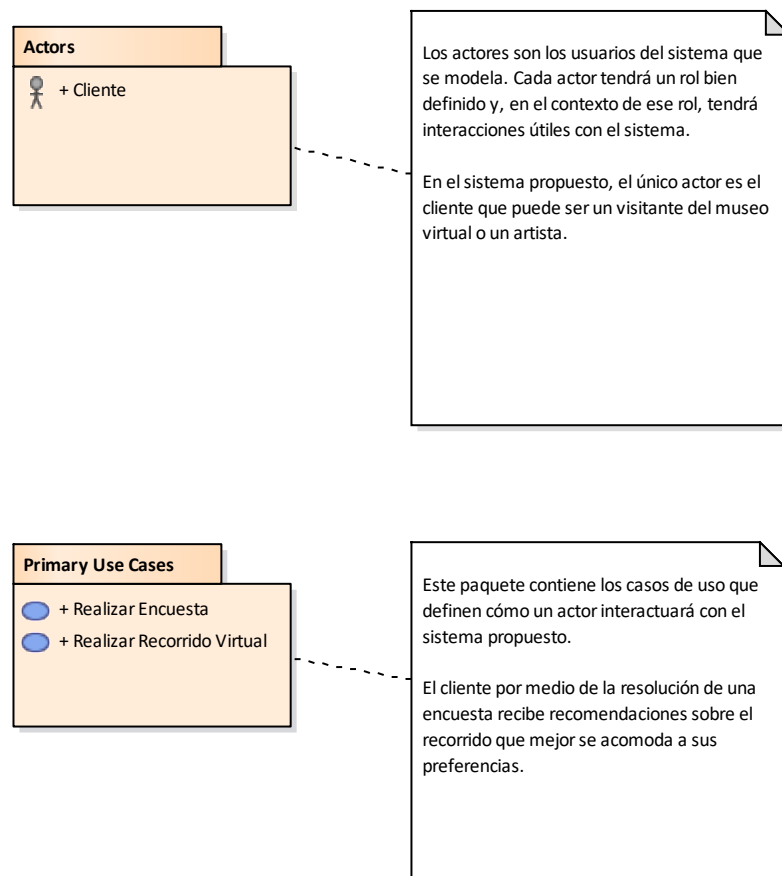 Actors
+ Cliente
Los actores son los usuarios del sistema que
se modela. Cada actor tendrá un rol bien
definido y, en el contexto de ese rol, tendrá
interacciones útiles con el sistema.
En el sistema propuesto, el único actor es el
cliente que puede ser un visitante del museo
virtual o un artista.
Primary Use Cases
+ Realizar Encuesta
+ Realizar Recorrido Virtual
Este paquete contiene los casos de uso que
definen cómo un actor interactuará con el
sistema propuesto.
El cliente por medio de la resolución de una
encuesta recibe recomendaciones sobre el
recorrido que mejor se acomoda a sus
preferencias.